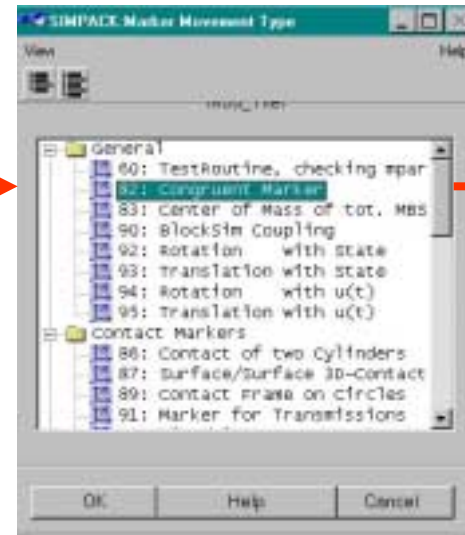 SIMPACK: Marker Movement Type
View Help
General
60: TestRoutine, checking mpar
82: Congruent Marker
83: Center of Mass of tot. MBS
90: BlockSim Coupling
92: Rotation with State
93: Translation with State
94: Rotation with u(t)
95: Translation with u(t)
Contact Markers
86: Contact of two Cylinders
87: Surface/Surface 3D-Contact
89: Contact Frame on Circles
91: Marker for Transmissions
OK Help Cancel